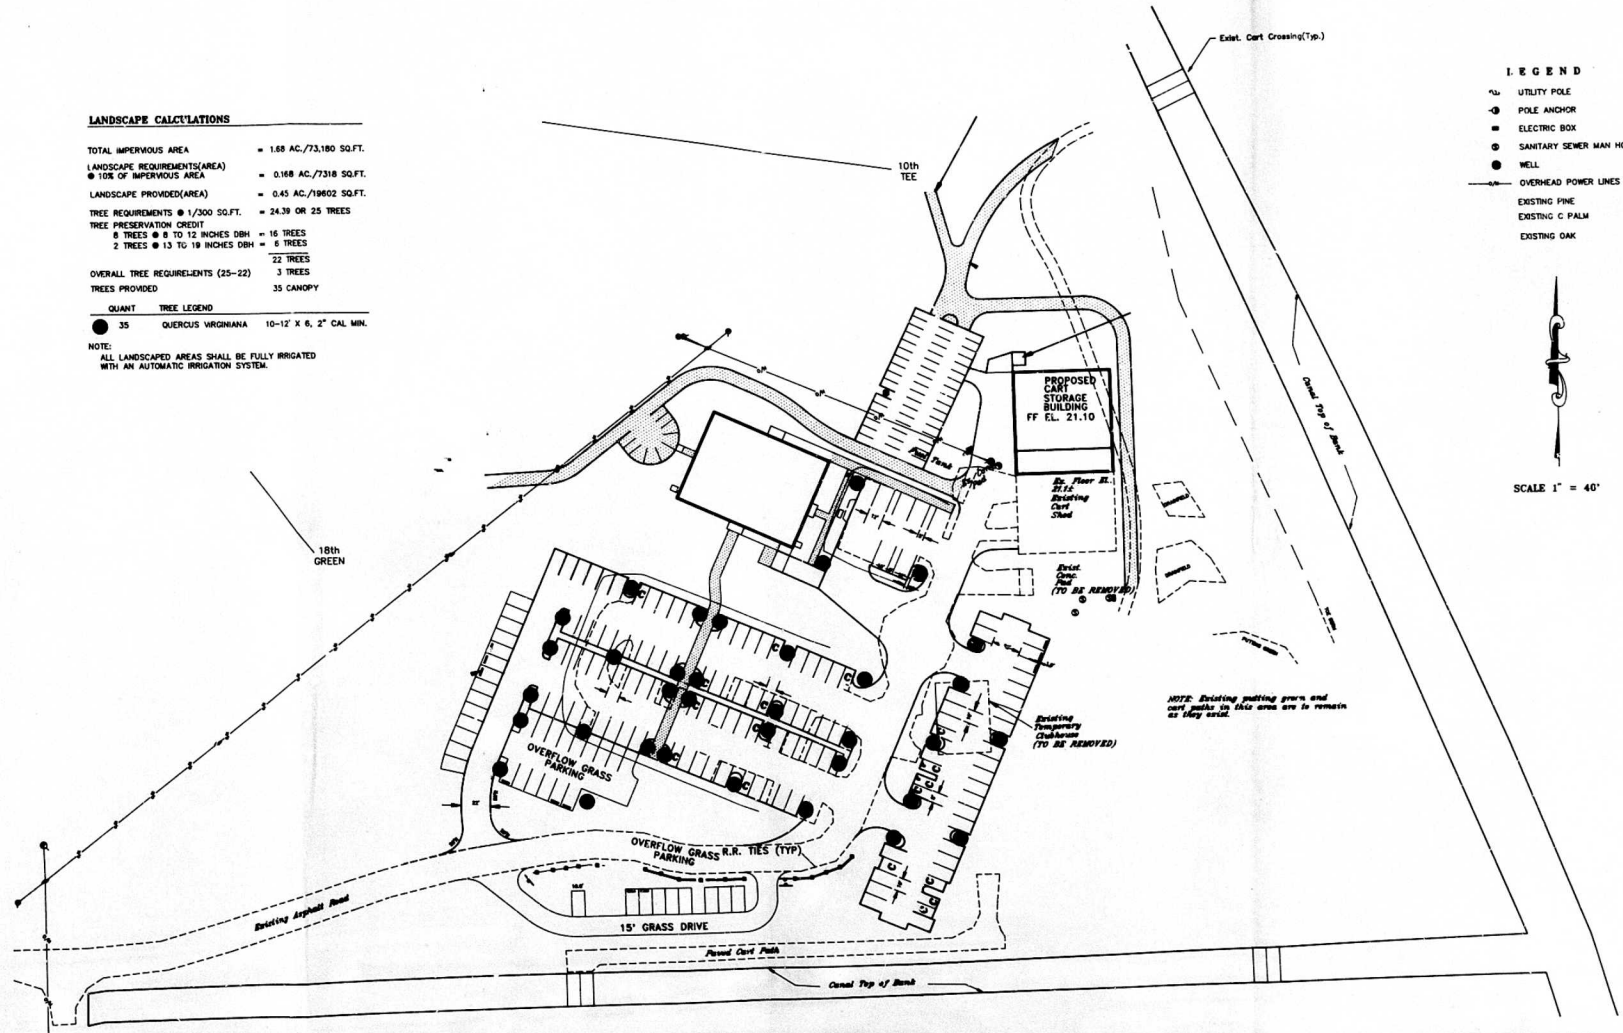 Exist. Cart Crossing(Typ.)
LEGEND
UTILITY POLE
POLE ANCHOR
ELECTRIC BOX
SANITARY SEWER MAN HO
WELL
OVERHEAD POWER LINES
EXISTING PINE
EXISTING C PALM
EXISTING OAK
SCALE 1" = 40'
LANDSCAPE CALCULATIONS
TOTAL IMPERVIOUS AREA = 1.68 AC./73,180 SQ.FT.
LANDSCAPE REQUIREMENTS(AREA)
@ 10% OF IMPERVIOUS AREA = 0.168 AC./7318 SQ.FT.
LANDSCAPE PROVIDED(AREA) = 0.45 AC./19602 SQ.FT.
TREE REQUIREMENTS @ 1/300 SQ.FT. = 24.39 OR 25 TREES
TREE PRESERVATION CREDIT
8 TREES @ 8 TO 12 INCHES DBH = 16 TREES
2 TREES @ 13 TO 19 INCHES DBH = 6 TREES
22 TREES
OVERALL TREE REQUIREMENTS (25-22) 3 TREES
TREES PROVIDED 35 CANOPY
QUANT TREE LEGEND
35 QUERCUS VIRGINIANA 10-12' X 6, 2" CAL MIN.
NOTE:
ALL LANDSCAPED AREAS SHALL BE FULLY IRRIGATED
WITH AN AUTOMATIC IRRIGATION SYSTEM.
10th
TEE
18th
GREEN
PROPOSED
CART
STORAGE
BUILDING
FF EL. 21.10
Fuel Tank
Ex. Floor El.
21.1±
Existing
Cart
Shed
Exist.
Conc.
Pad
(TO BE REMOVED)
DRAINFIELD
DRAINFIELD
Canal Top of Bank
PUTTING GREEN
NOTE: Existing putting green and
cart paths in this area are to remain
as they exist.
Existing
Temporary
Clubhouse
(TO BE REMOVED)
OVERFLOW GRASS
PARKING
OVERFLOW GRASS
PARKING
R.R. TIES (TYP)
15' GRASS DRIVE
Existing Asphalt Road
Paved Cart Path
Canal Top of Bank